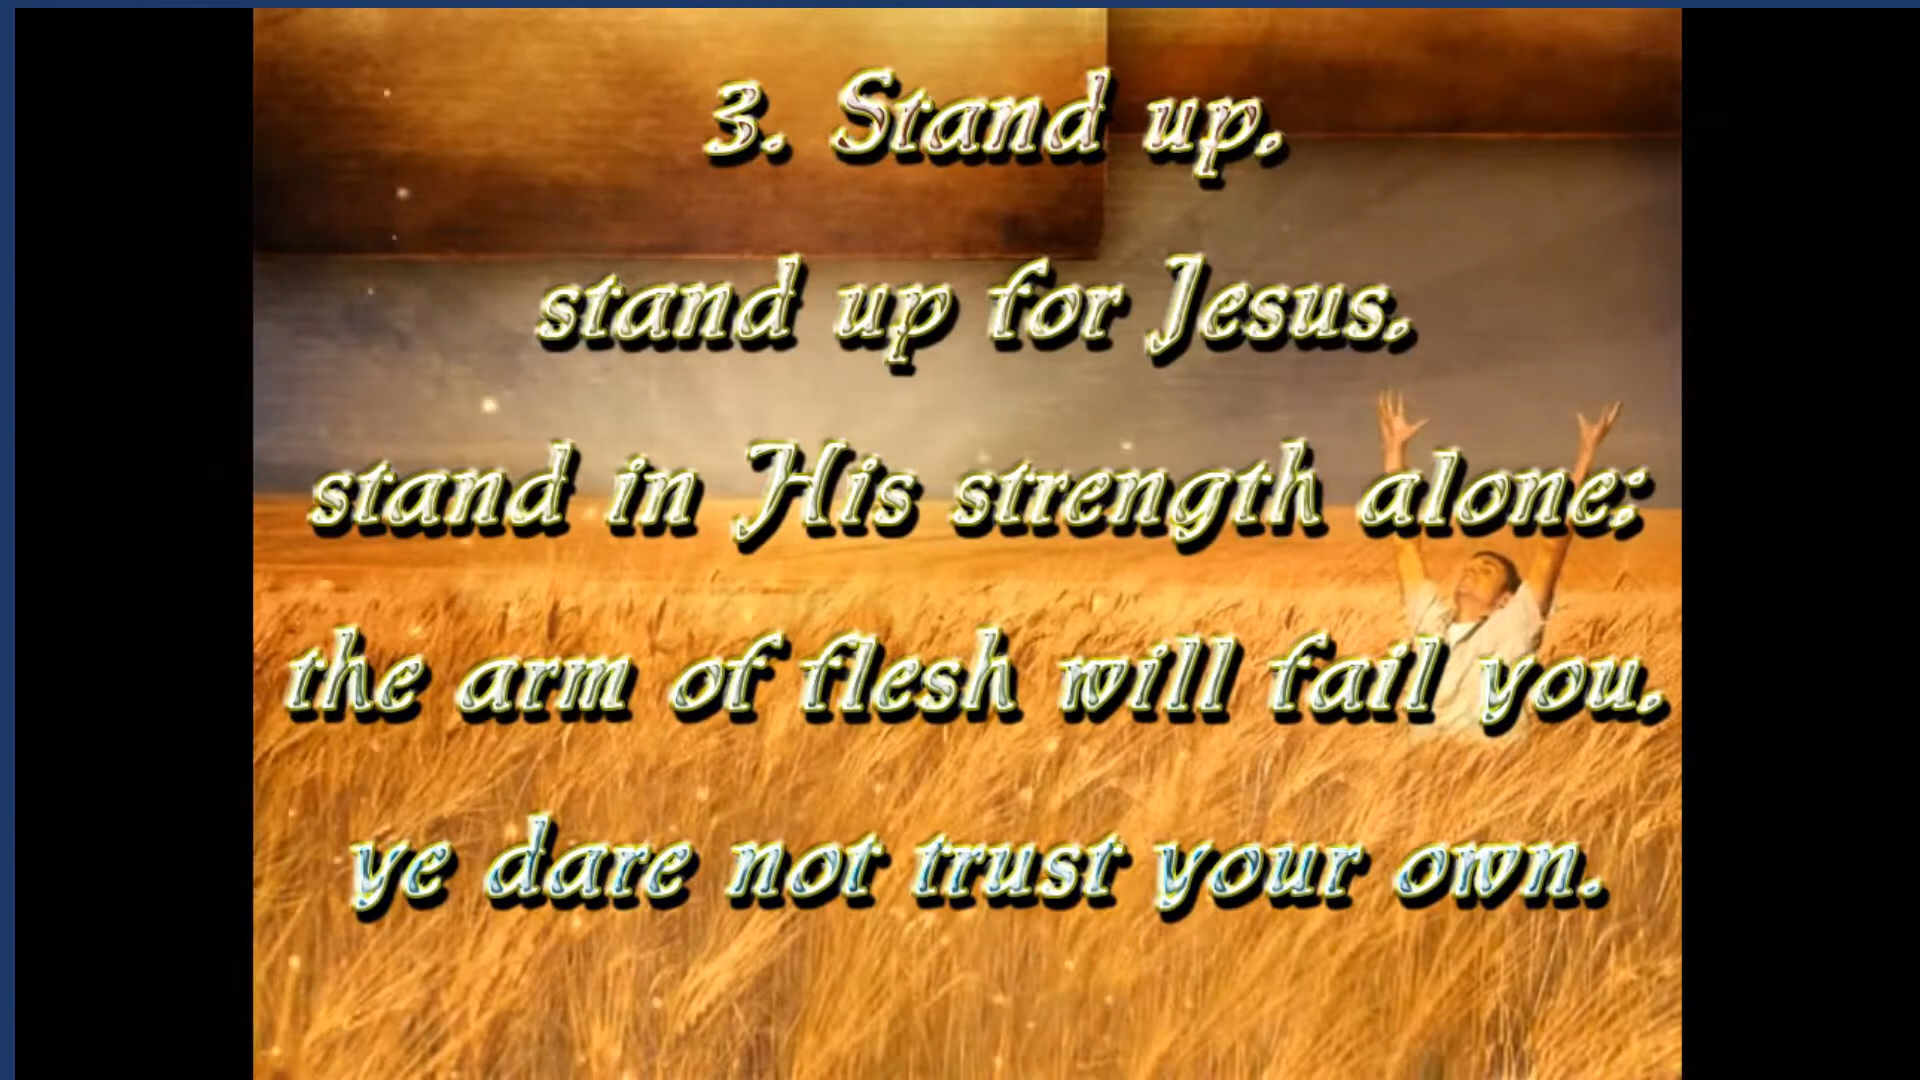 3. Stand up,
stand up for Jesus,
stand in His strength alone;
the arm of flesh will fail you,
ye dare not trust your own.